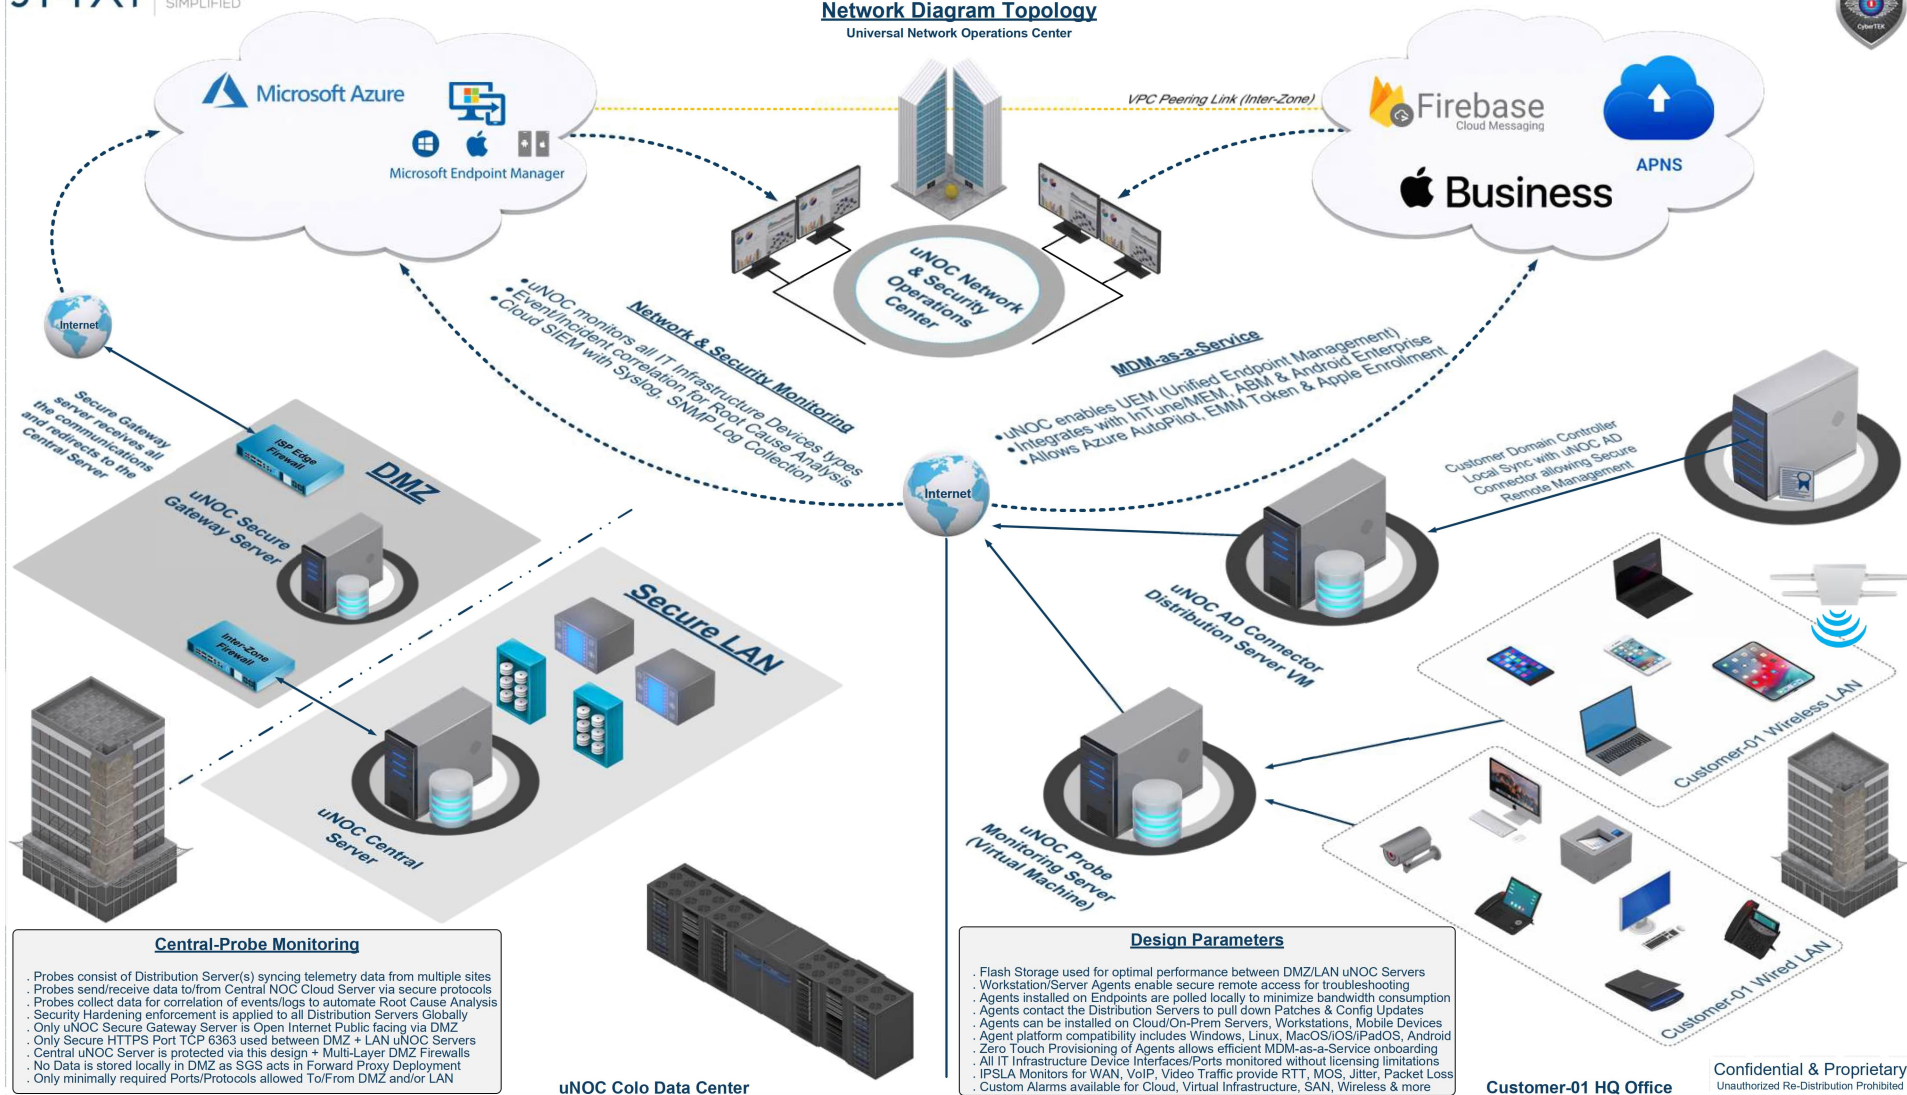 SIMPLIFIED
Network Diagram Topology
Universal Network Operations Center
CyberTEK
Microsoft Azure
Microsoft Endpoint Manager
VPC Peering Link (Inter-Zone)
Firebase
Cloud Messaging
APNS
Business
uNOC Network
& Security
Operations
Center
Internet
Network & Security Monitoring
•uNOC monitors all IT Infrastructure Devices types
•Event/Incident correlation for Root Cause Analysis
•Cloud SIEM with Syslog, SNMP Log Collection
MDM-as-a-Service
•uNOC enables UEM (Unified Endpoint Management)
•Integrates with InTune/MEM, ABM & Android Enterprise
•Allows Azure AutoPilot, EMM Token & Apple Enrollment
Secure Gateway
server receives all
the communications
and redirects to the
Central Server
ISP Edge
Firewall
DMZ
uNOC Secure
Gateway Server
Inter-Zone
Firewall
Secure LAN
uNOC Central
Server
Internet
Customer Domain Controller
Local Sync with uNOC AD
Connector allowing Secure
Remote Management
uNOC AD Connector
Distribution Server VM
uNOC Probe
Monitoring Server
(Virtual Machine)
Customer-01 Wireless LAN
Customer-01 Wired LAN
Central-Probe Monitoring
. Probes consist of Distribution Server(s) syncing telemetry data from multiple sites
. Probes send/receive data to/from Central NOC Cloud Server via secure protocols
. Probes collect data for correlation of events/logs to automate Root Cause Analysis
. Security Hardening enforcement is applied to all Distribution Servers Globally
. Only uNOC Secure Gateway Server is Open Internet Public facing via DMZ
. Only Secure HTTPS Port TCP 6363 used between DMZ + LAN uNOC Servers
. Central uNOC Server is protected via this design + Multi-Layer DMZ Firewalls
. No Data is stored locally in DMZ as SGS acts in Forward Proxy Deployment
. Only minimally required Ports/Protocols allowed To/From DMZ and/or LAN
uNOC Colo Data Center
Design Parameters
. Flash Storage used for optimal performance between DMZ/LAN uNOC Servers
. Workstation/Server Agents enable secure remote access for troubleshooting
. Agents installed on Endpoints are polled locally to minimize bandwidth consumption
. Agents contact the Distribution Servers to pull down Patches & Config Updates
. Agents can be installed on Cloud/On-Prem Servers, Workstations, Mobile Devices
. Agent platform compatibility includes Windows, Linux, MacOS/iOS/iPadOS, Android
. Zero Touch Provisioning of Agents allows efficient MDM-as-a-Service onboarding
. All IT Infrastructure Device Interfaces/Ports monitored without licensing limitations
. IPSLA Monitors for WAN, VoIP, Video Traffic provide RTT, MOS, Jitter, Packet Loss
. Custom Alarms available for Cloud, Virtual Infrastructure, SAN, Wireless & more
Customer-01 HQ Office
Confidential & Proprietary
Unauthorized Re-Distribution Prohibited